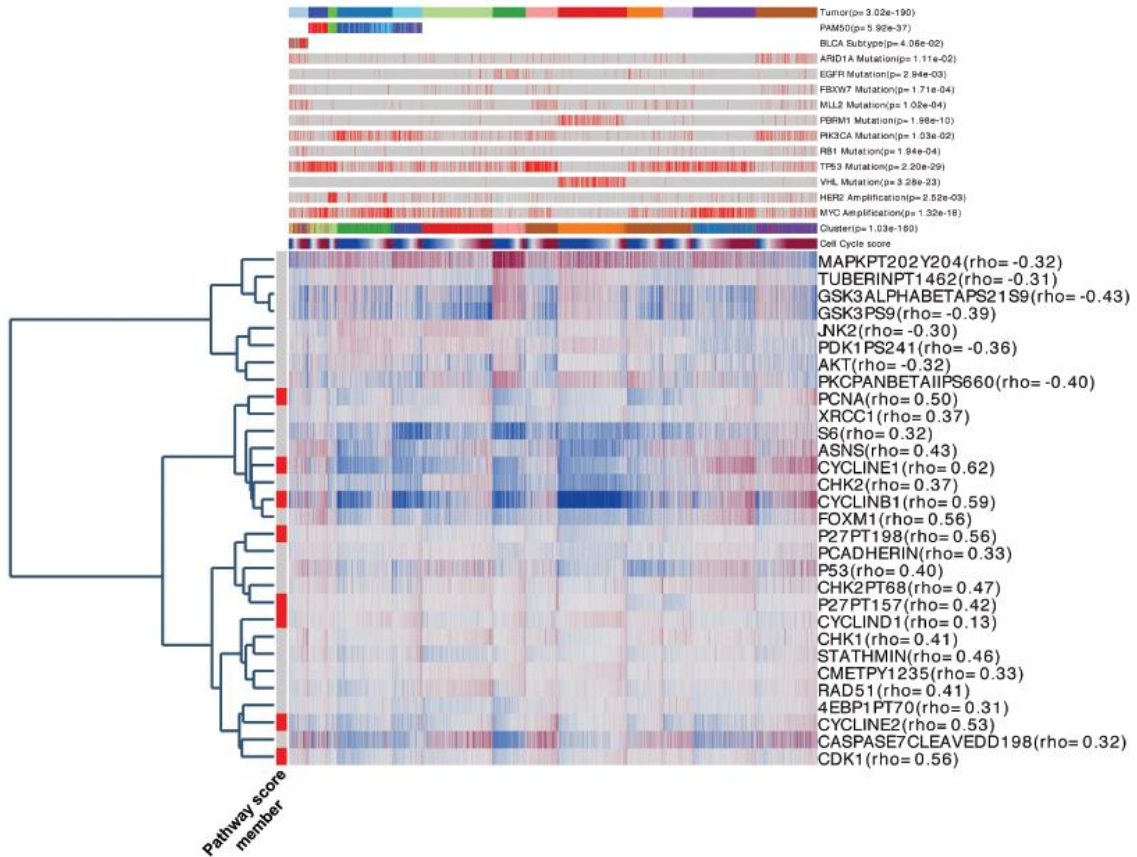 Tumor(p= 3.02e-190)
PAM50(p= 5.92e-37)
BLCA Subtype(p= 4.06e-02)
ARID1A Mutation(p= 1.11e-02)
EGFR Mutation(p= 2.94e-03)
FBXW7 Mutation(p= 1.71e-04)
MLL2 Mutation(p= 1.02e-04)
PBRM1 Mutation(p= 1.98e-10)
PIK3CA Mutation(p= 1.03e-02)
RB1 Mutation(p= 1.94e-04)
TP53 Mutation(p= 2.20e-29)
VHL Mutation(p= 3.28e-23)
HER2 Amplification(p= 2.52e-03)
MYC Amplification(p= 1.32e-18)
Cluster(p= 1.03e-160)
Cell Cycle score
MAPKPT202Y204(rho= -0.32)
TUBERINPT1462(rho= -0.31)
GSK3ALPHABETAPS21S9(rho= -0.43)
GSK3PS9(rho= -0.39)
JNK2(rho= -0.30)
PDK1PS241(rho= -0.36)
AKT(rho= -0.32)
PKCPANBETAIIPS660(rho= -0.40)
PCNA(rho= 0.50)
XRCC1(rho= 0.37)
S6(rho= 0.32)
ASNS(rho= 0.43)
CYCLINE1(rho= 0.62)
CHK2(rho= 0.37)
CYCLINB1(rho= 0.59)
FOXM1(rho= 0.56)
P27PT198(rho= 0.56)
PCADHERIN(rho= 0.33)
P53(rho= 0.40)
CHK2PT68(rho= 0.47)
P27PT157(rho= 0.42)
CYCLIND1(rho= 0.13)
CHK1(rho= 0.41)
STATHMIN(rho= 0.46)
CMETPY1235(rho= 0.33)
RAD51(rho= 0.41)
4EBP1PT70(rho= 0.31)
CYCLINE2(rho= 0.53)
CASPASE7CLEAVEDD198(rho= 0.32)
CDK1(rho= 0.56)
Pathway score
member